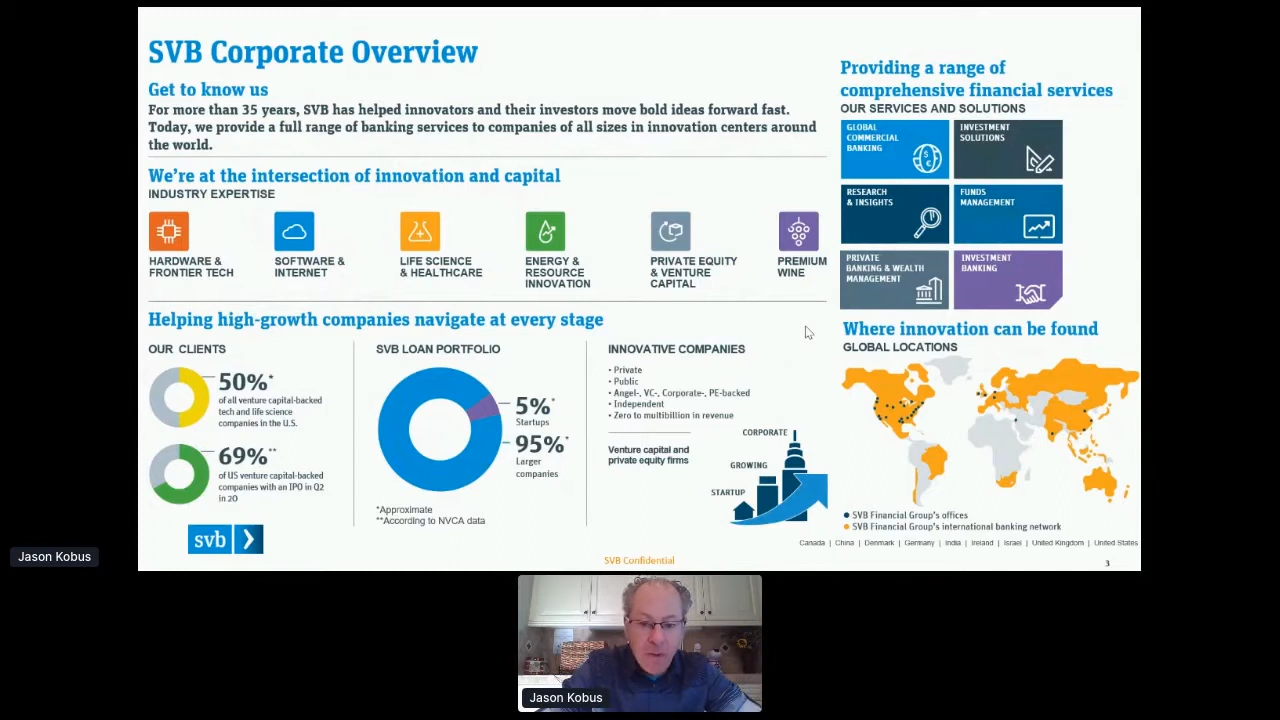 SVB Corporate Overview
Get to know us
For more than 35 years, SVB has helped innovators and their investors move bold ideas forward fast.
Today, we provide a full range of banking services to companies of all sizes in innovation centers around
the world.
We're at the intersection of innovation and capital
INDUSTRY EXPERTISE
HARDWARE &
FRONTIER TECH
SOFTWARE &
INTERNET
LIFE SCIENCE
& HEALTHCARE
ENERGY &
RESOURCE
INNOVATION
PRIVATE EQUITY
& VENTURE
CAPITAL
PREMIUM
WINE
Helping high-growth companies navigate at every stage
OUR CLIENTS
50%*
of all venture capital-backed
tech and life science
companies in the U.S.
69%**
of US venture capital-backed
companies with an IPO in Q2
in 20
SVB LOAN PORTFOLIO
5%*
Startups
95%*
Larger
companies
*Approximate
**According to NVCA data
INNOVATIVE COMPANIES
• Private
• Public
• Angel-, VC-, Corporate-, PE-backed
• Independent
• Zero to multibillion in revenue
Venture capital and
private equity firms
CORPORATE
GROWING
STARTUP
Providing a range of
comprehensive financial services
OUR SERVICES AND SOLUTIONS
GLOBAL
COMMERCIAL
BANKING
$
€
INVESTMENT
SOLUTIONS
RESEARCH
& INSIGHTS
FUNDS
MANAGEMENT
PRIVATE
BANKING & WEALTH
MANAGEMENT
INVESTMENT
BANKING
Where innovation can be found
GLOBAL LOCATIONS
SVB Financial Group's offices
SVB Financial Group's international banking network
Canada | China | Denmark | Germany | India | Ireland | Israel | United Kingdom | United States
svb
SVB Confidential
3
Jason Kobus
Jason Kobus